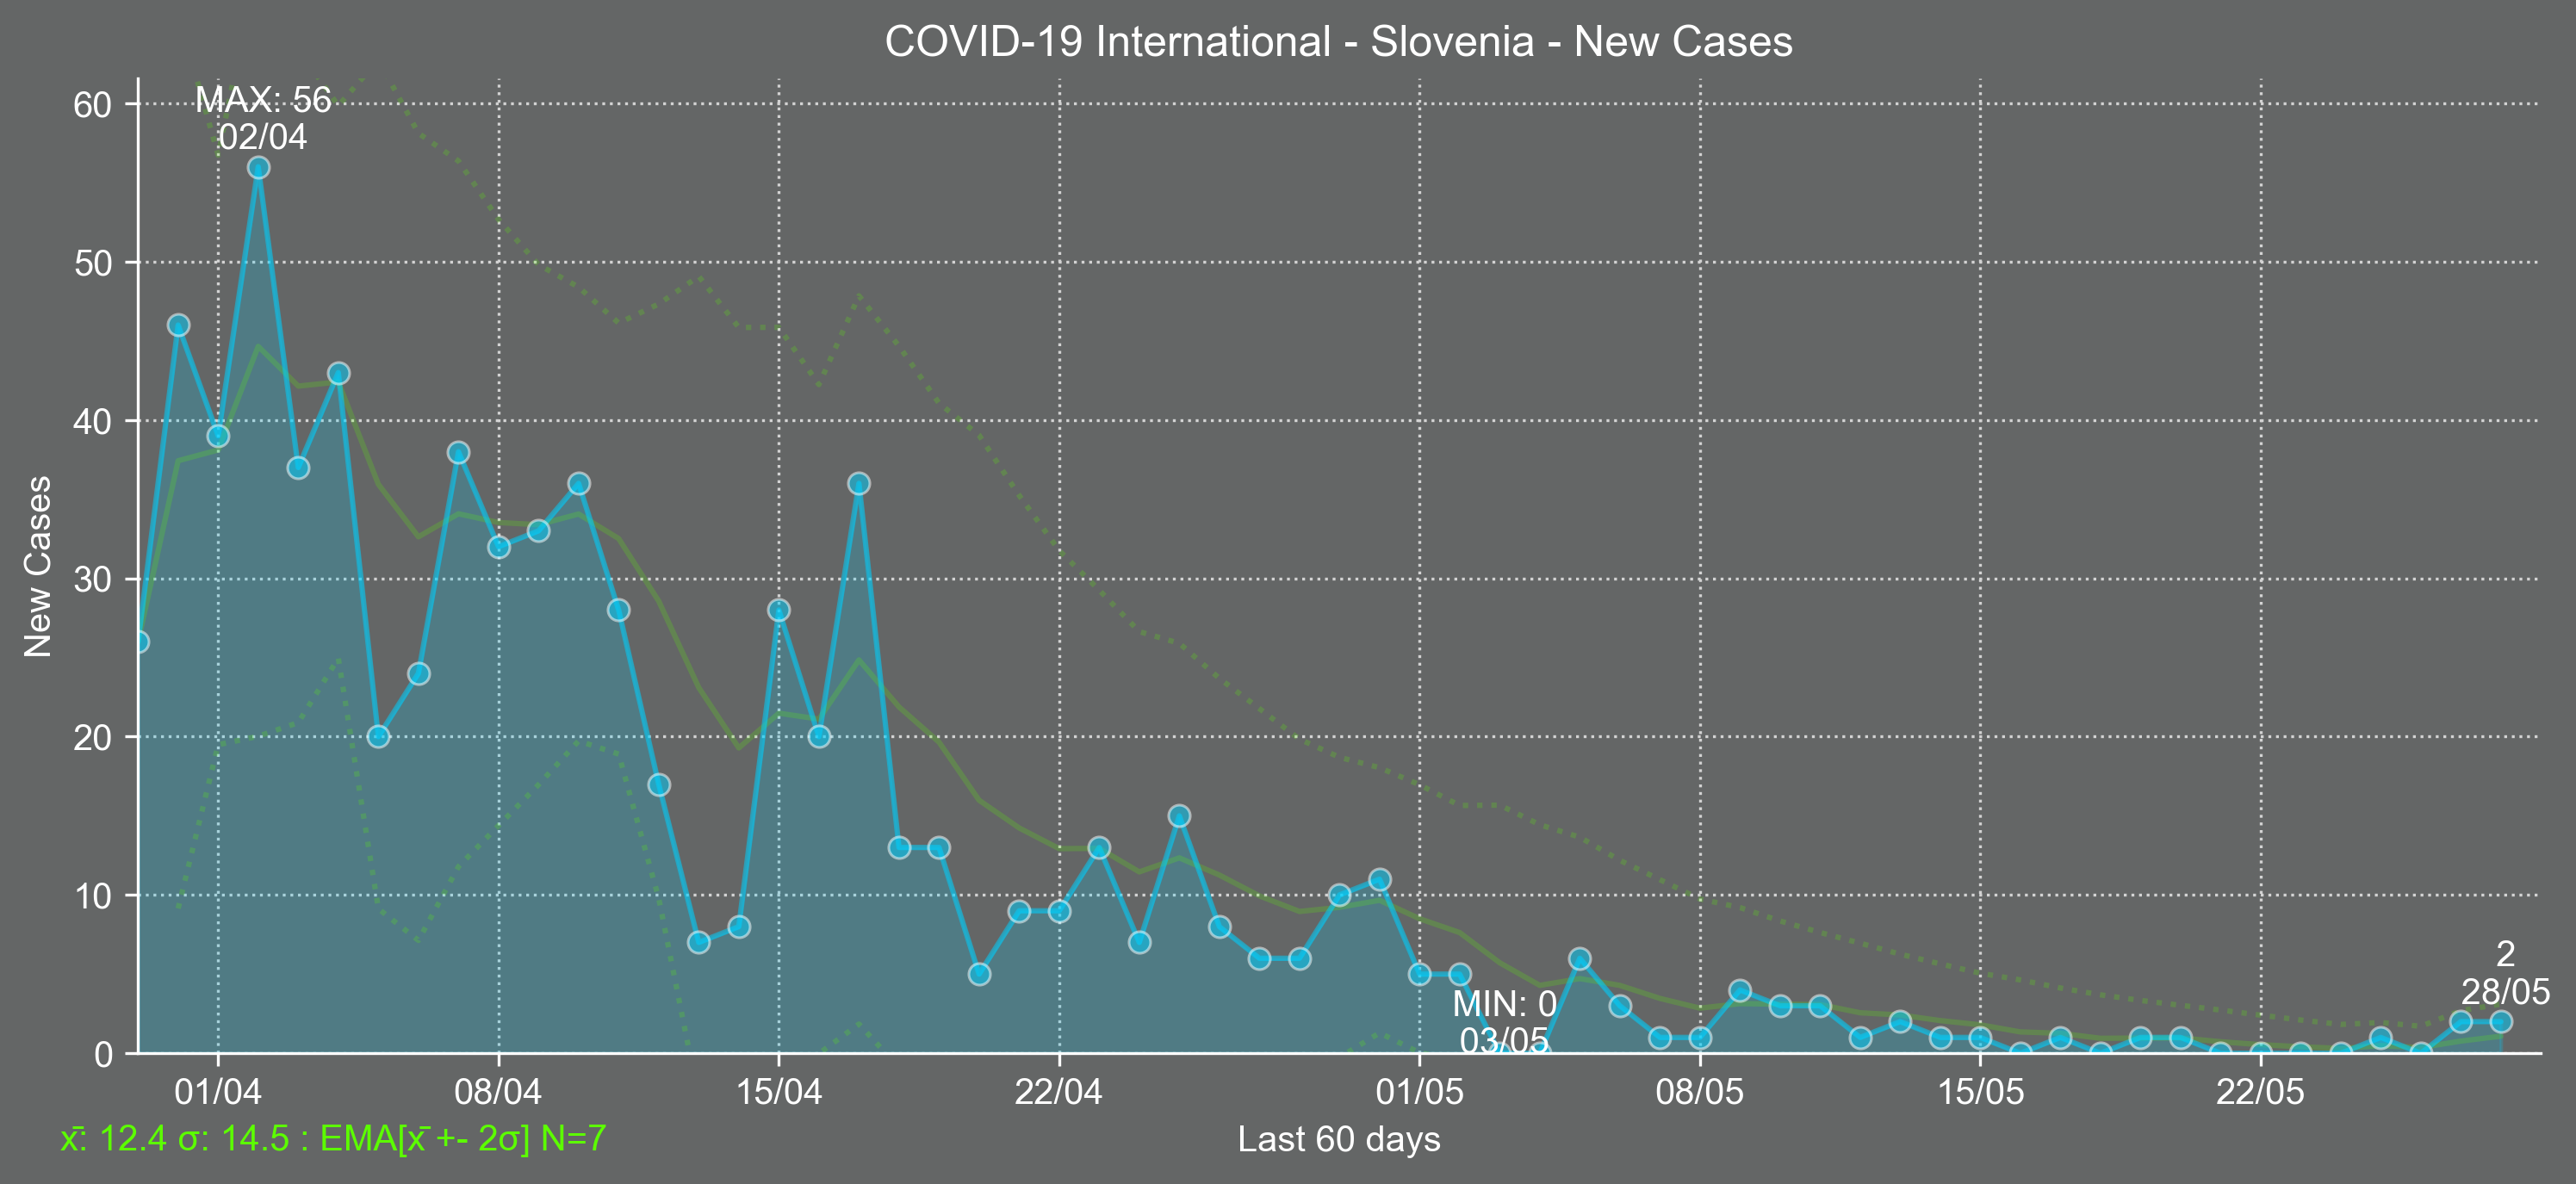 COVID-19 International - Slovenia - New Cases
MAX: 56
02/04
60
50
40
30
20
10
0
New Cases
2
28/05
MIN: 0
03/05
01/04 08/04 15/04 22/04 01/05 08/05 15/05 22/05
x̄: 12.4 σ: 14.5 : EMA[x̄ +- 2σ] N=7
Last 60 days